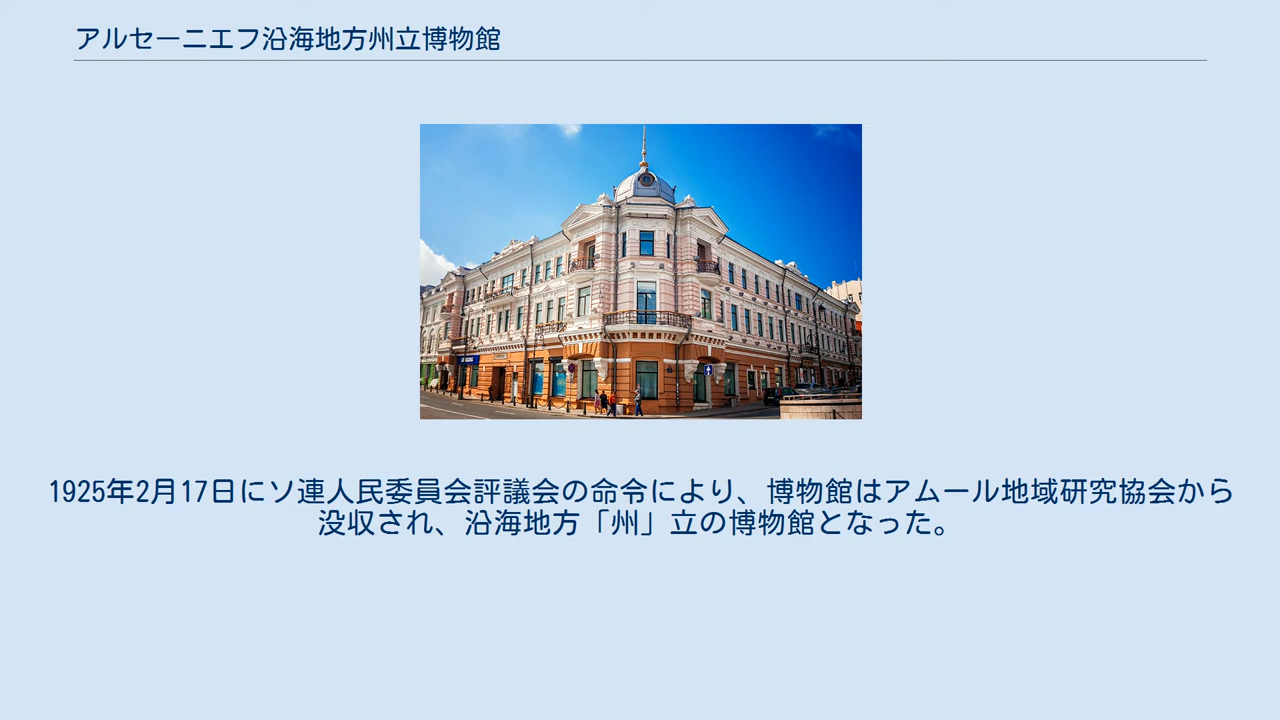 アルセーニエフ沿海地方州立博物館
1925年2月17日にソ連人民委員会評議会の命令により、博物館はアムール地域研究協会から
没収され、沿海地方「州」立の博物館となった。